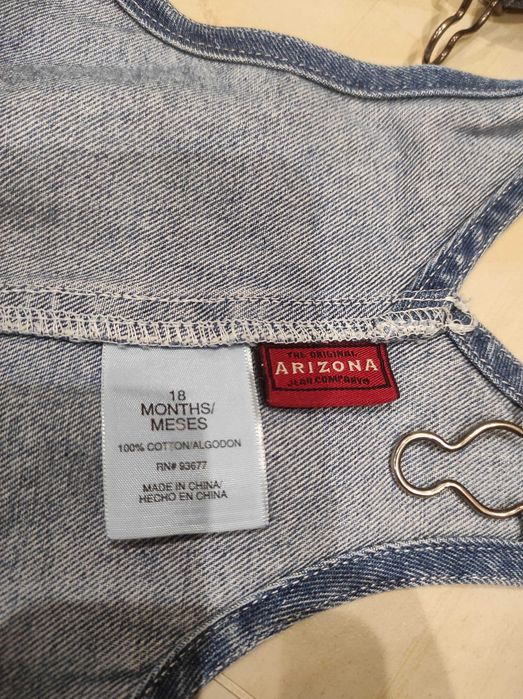 18
MONTHS/
MESES
100% COTTON/ALGODON
RN# 93677
MADE IN CHINA/
HECHO EN CHINA
THE ORIGINAL
ARIZONA
JEAN COMPANY®